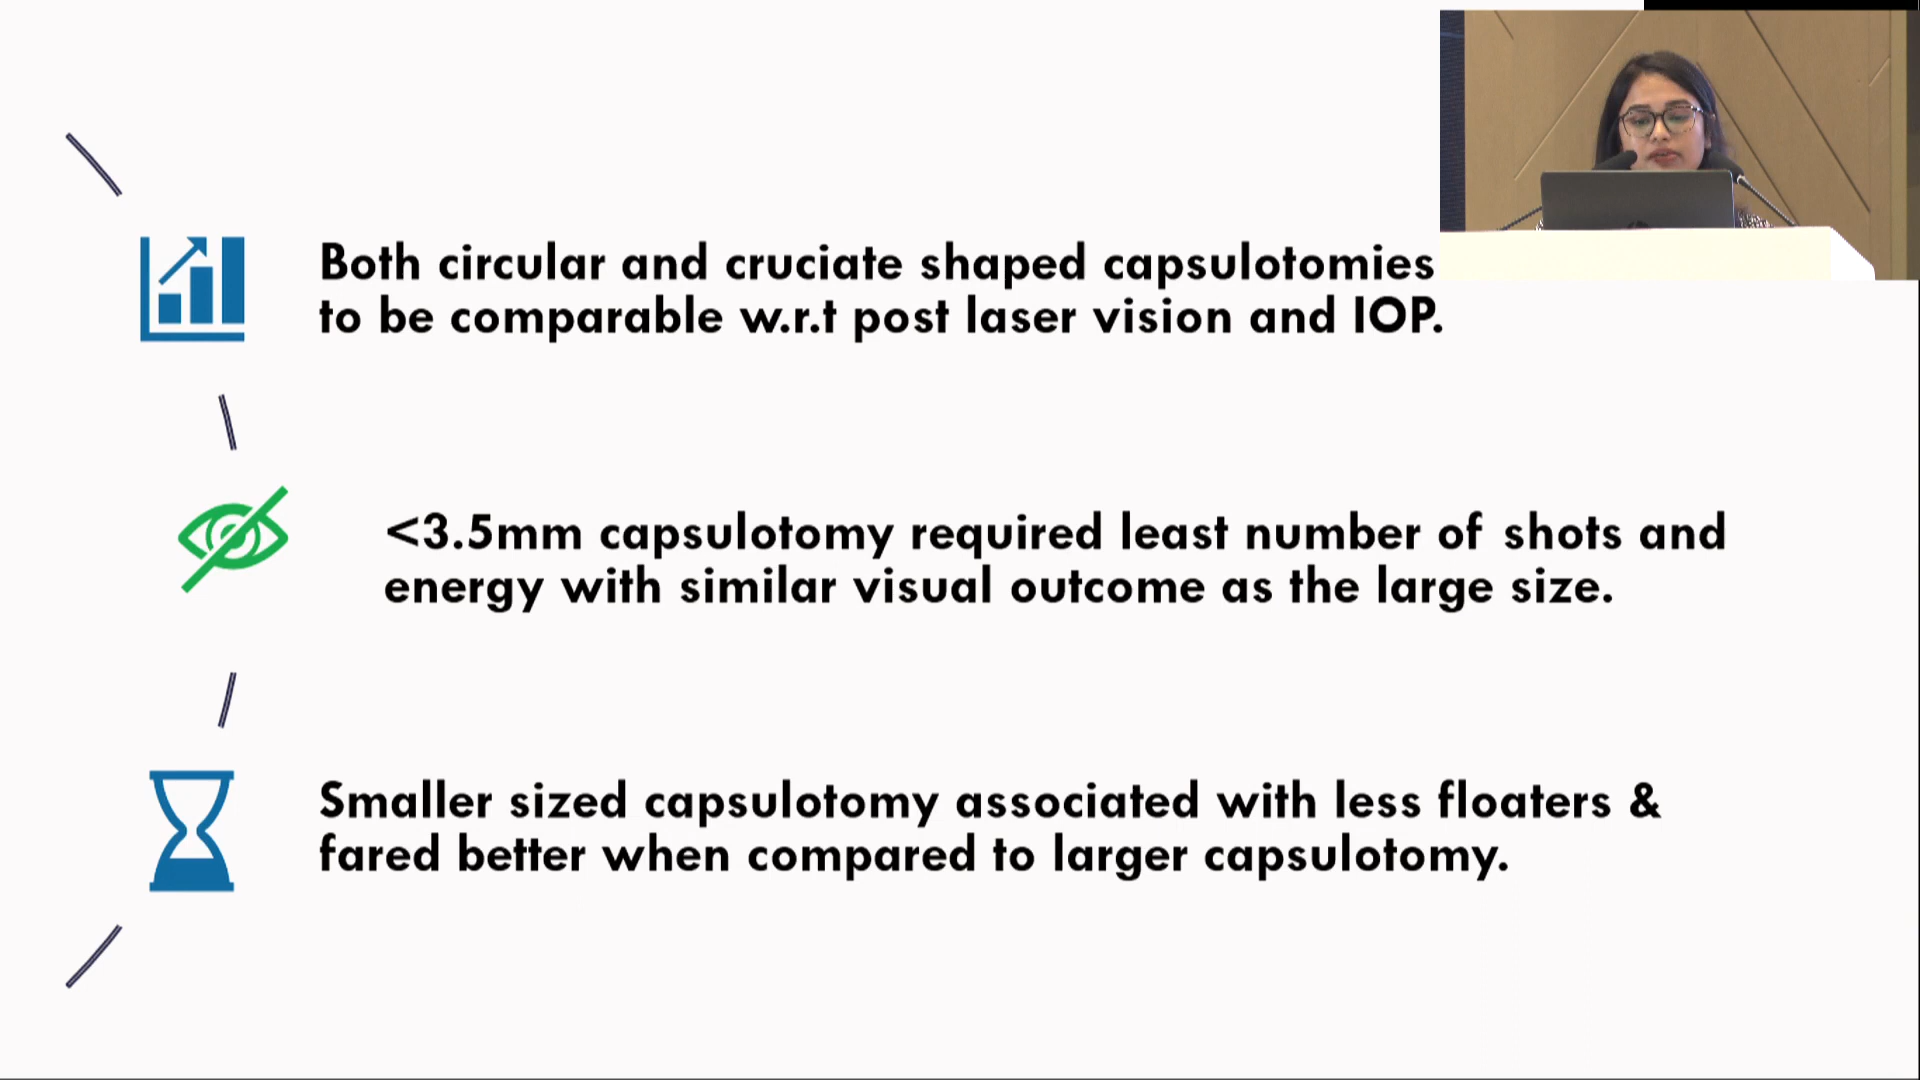 Both circular and cruciate shaped capsulotomies
to be comparable w.r.t post laser vision and IOP.
<3.5mm capsulotomy required least number of shots and
energy with similar visual outcome as the large size.
Smaller sized capsulotomy associated with less floaters &
fared better when compared to larger capsulotomy.